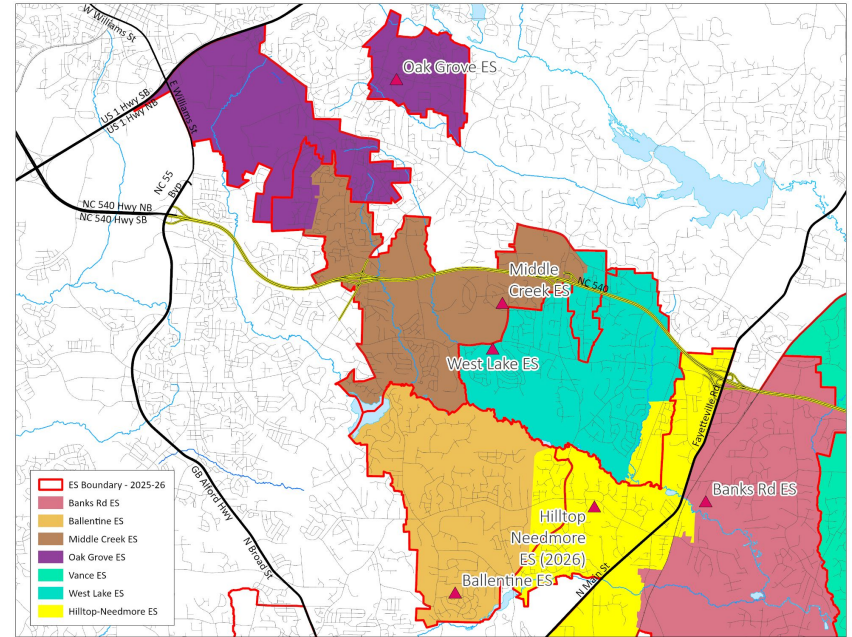 W Williams St
Oak Grove ES
E Williams St
US 1 Hwy SB
US 1 Hwy NB
NC 55
Byp
NC 540 Hwy NB
NC 540 Hwy SB
Middle
Creek ES
NC 540
West Lake ES
Fayetteville Rd
GB Alford Hwy
N Broad St
Banks Rd ES
Hilltop
Needmore
ES (2026)
Ballentine ES
N Main St
ES Boundary - 2025-26
Banks Rd ES
Ballentine ES
Middle Creek ES
Oak Grove ES
Vance ES
West Lake ES
Hilltop-Needmore ES